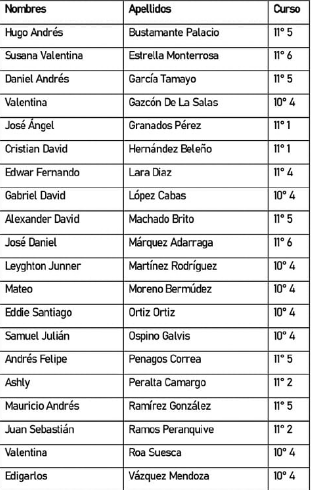 Nombres Apellidos Curso
Hugo Andrés Bustamante Palacio 11° 5
Susana Valentina Estrella Monterrosa 11° 6
Daniel Andrés García Tamayo 11° 5
Valentina Gazcón De La Salas 10° 4
José Ángel Granados Pérez 11° 1
Cristian David Hernández Beleño 11° 1
Edwar Fernando Lara Diaz 11° 4
Gabriel David López Cabas 10° 4
Alexander David Machado Brito 11° 5
José Daniel Márquez Adarraga 11° 6
Leyghton Junner Martínez Rodríguez 10° 4
Mateo Moreno Bermúdez 10° 4
Eddie Santiago Ortiz Ortiz 10° 4
Samuel Julián Ospino Galvis 10° 4
Andrés Felipe Penagos Correa 11° 5
Ashly Peralta Camargo 11° 2
Mauricio Andrés Ramírez González 11° 5
Juan Sebastián Ramos Peranquive 11° 2
Valentina Roa Suesca 10° 4
Edigarlos Vázquez Mendoza 10° 4